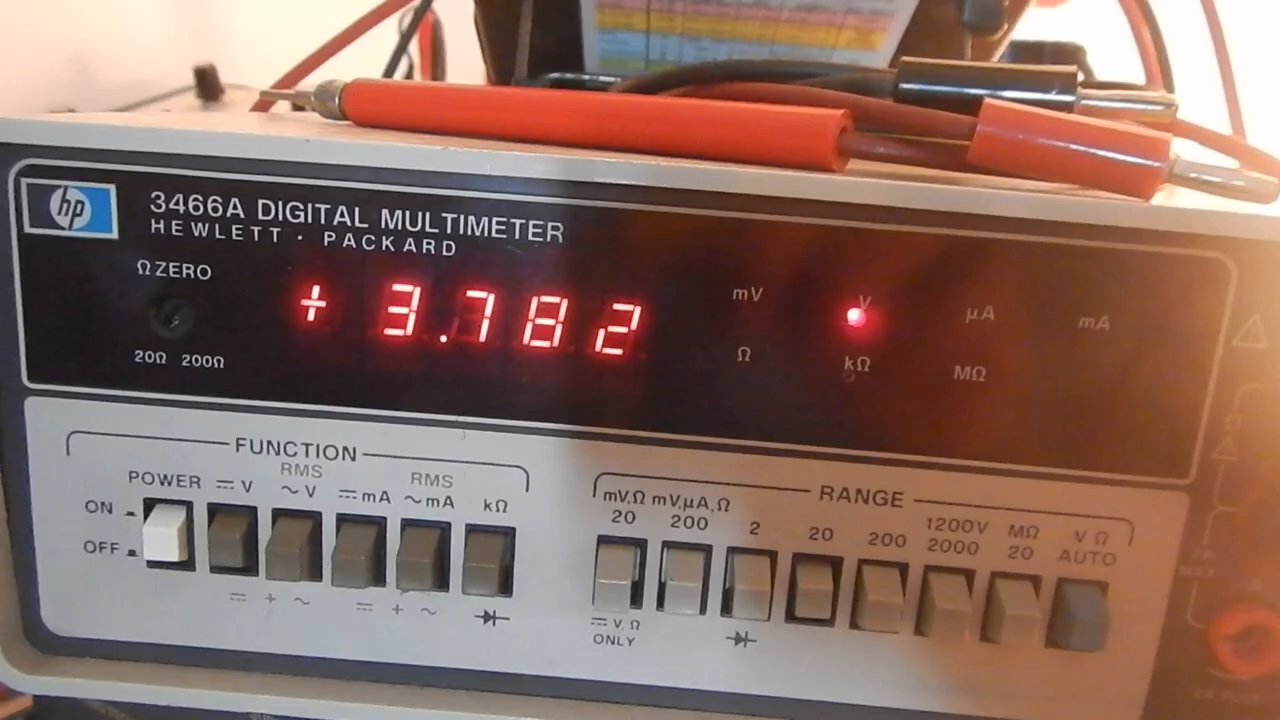 hp
3466A DIGITAL MULTIMETER
HEWLETT · PACKARD
Ω ZERO
20Ω 200Ω
+ 3.782
mV V μA mA
Ω kΩ MΩ
FUNCTION
POWER ⎓ V RMS ∼ V ⎓ mA RMS ∼ mA kΩ
ON
OFF
⎓ + ∼ ⎓ + ∼
RANGE
mV,Ω 20 mV,μA,Ω 200 2 20 200 1200V 2000 MΩ 20 V Ω AUTO
⎓ V, Ω
ONLY